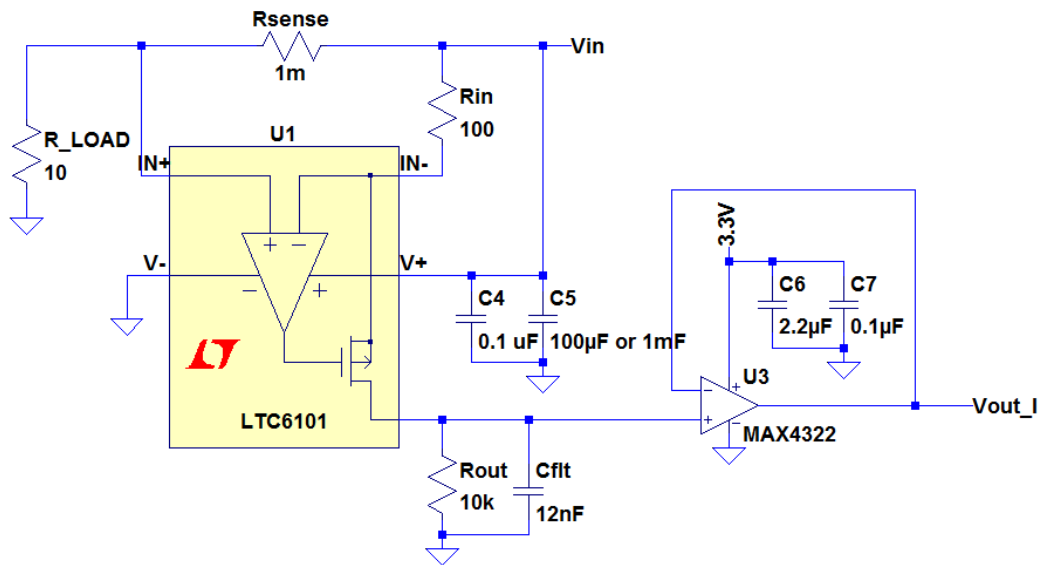 Rsense
1m
Vin
Rin
100
R_LOAD
10
U1
IN+
IN-
V-
V+
C4
0.1 uF
C5
100µF or 1mF
LTC6101
3.3V
C6
2.2µF
C7
0.1µF
U3
MAX4322
Vout_I
Rout
10k
Cflt
12nF